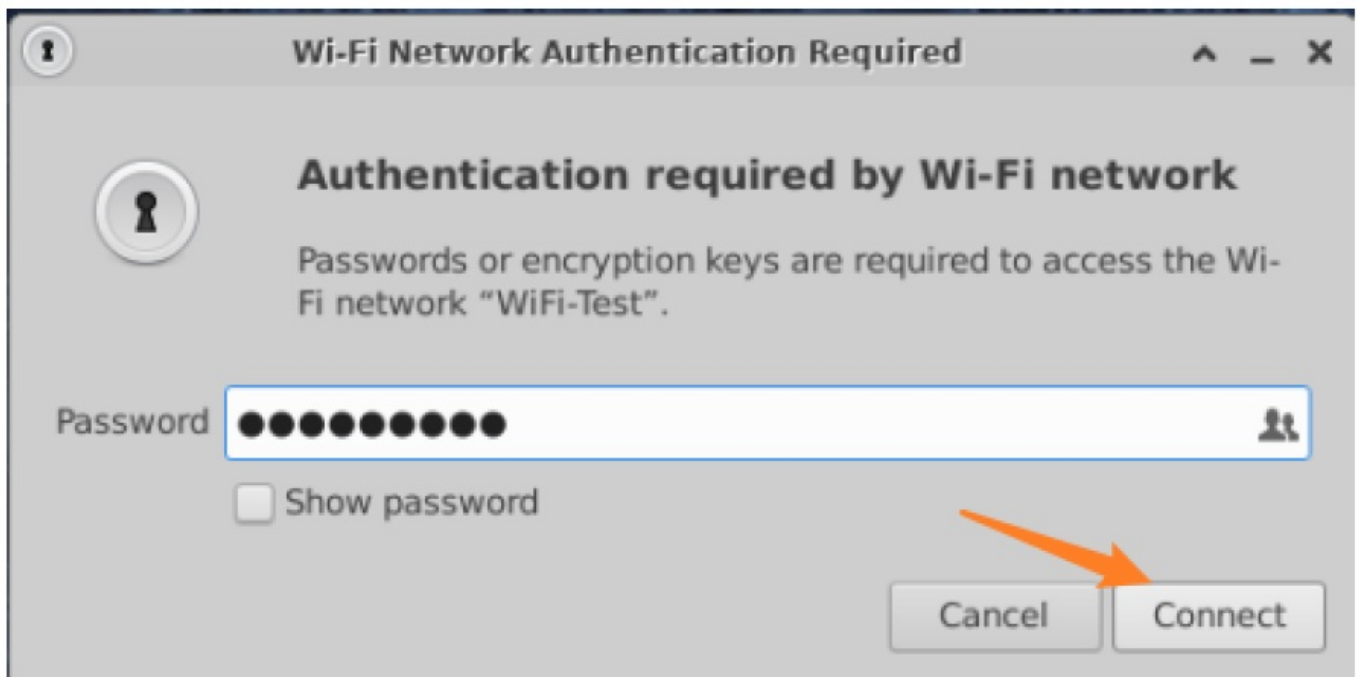 Wi-Fi Network Authentication Required
Authentication required by Wi-Fi network
Passwords or encryption keys are required to access the Wi-
Fi network “WiFi-Test”.
Password ●●●●●●●●●
Show password
Cancel Connect